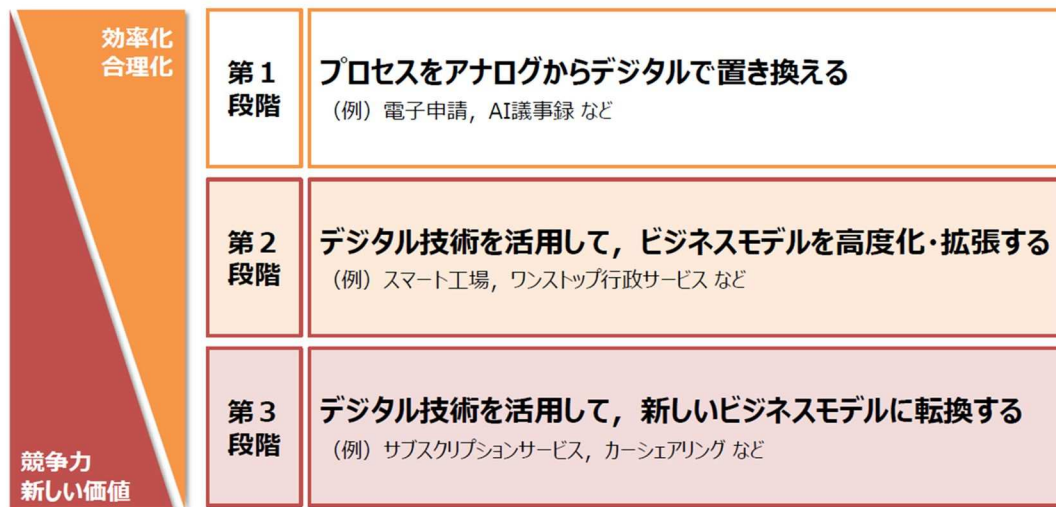 効率化
合理化
第１
段階
プロセスをアナログからデジタルで置き換える
（例）電子申請，AI議事録 など
第２
段階
デジタル技術を活用して，ビジネスモデルを高度化・拡張する
（例）スマート工場，ワンストップ行政サービス など
第３
段階
デジタル技術を活用して，新しいビジネスモデルに転換する
（例）サブスクリプションサービス，カーシェアリング など
競争力
新しい価値